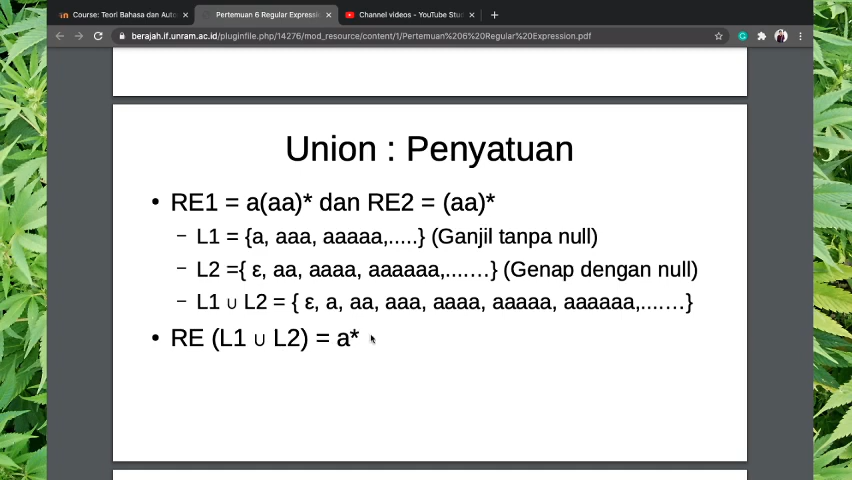 Course: Teori Bahasa dan Auto
Pertemuan 6 Regular Expressi
Channel videos - YouTube Stud
berajah.if.unram.ac.id/pluginfile.php/14276/mod_resource/content/1/Pertemuan%206%20Regular%20Expression.pdf
Union : Penyatuan
• RE1 = a(aa)* dan RE2 = (aa)*
– L1 = {a, aaa, aaaaa,.....} (Ganjil tanpa null)
– L2 ={ ε, aa, aaaa, aaaaaa,.......} (Genap dengan null)
– L1 ∪ L2 = { ε, a, aa, aaa, aaaa, aaaaa, aaaaaa,.......}
• RE (L1 ∪ L2) = a*